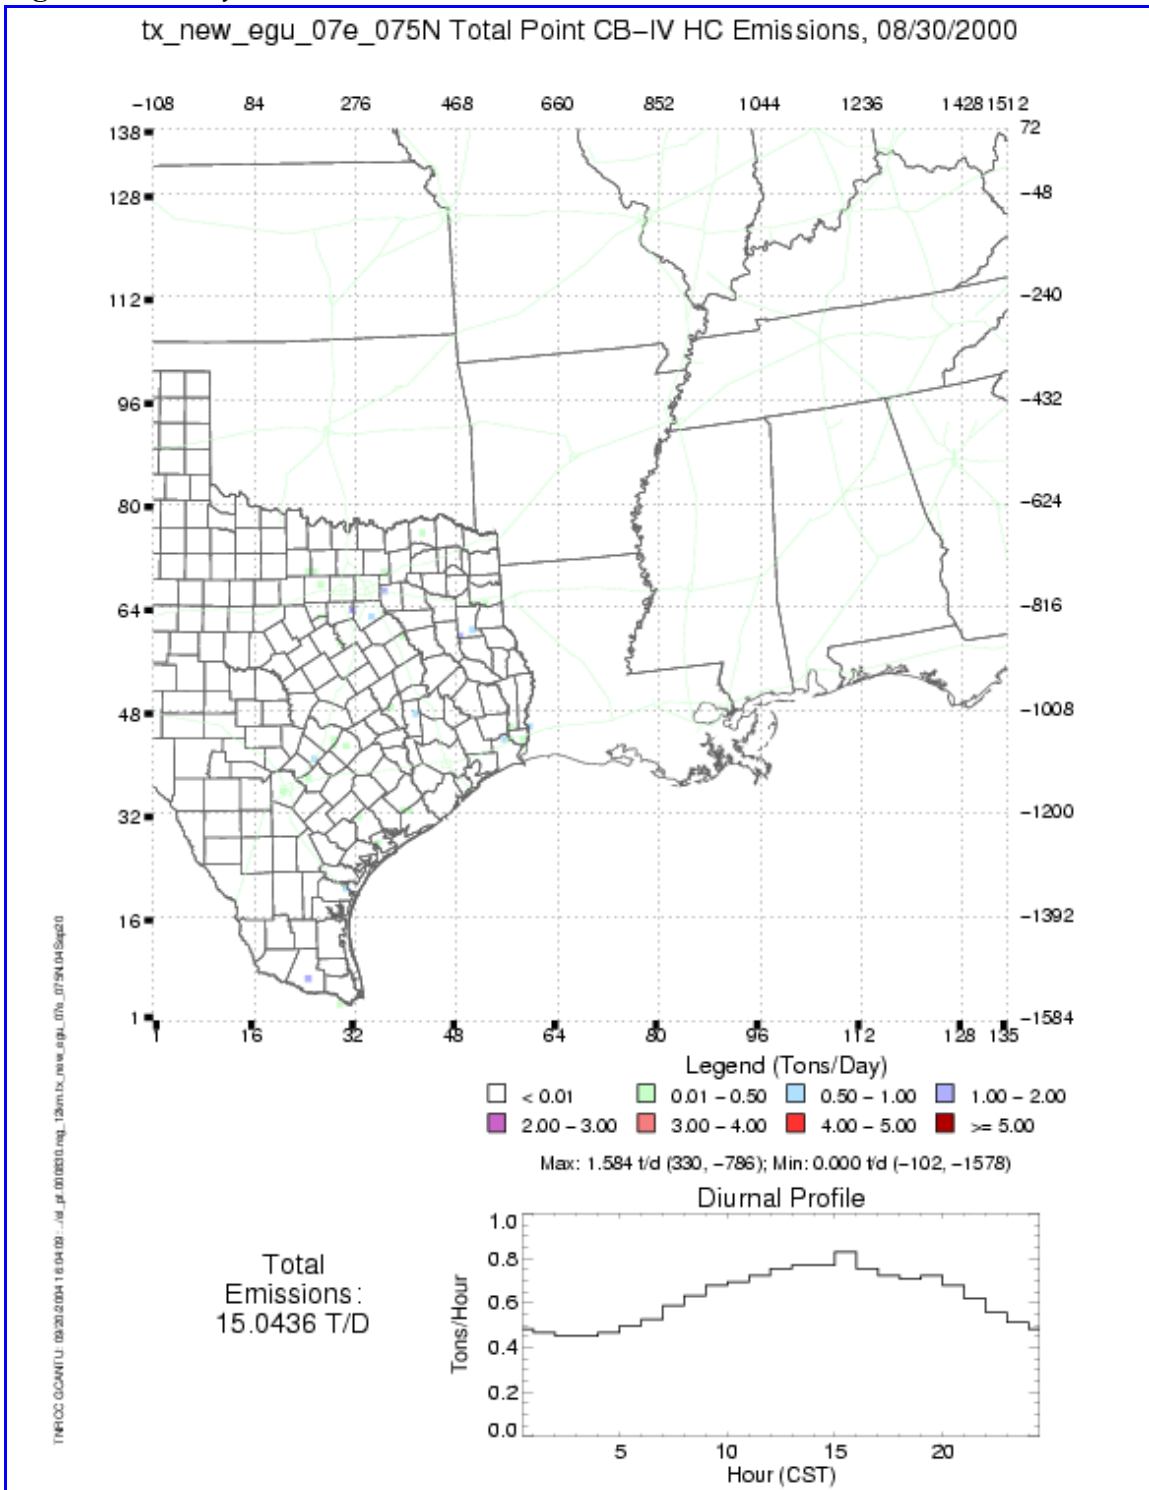 tx_new_egu_07e_075N Total Point CB-IV HC Emissions, 08/30/2000
-108 84 276 468 660 852 1044 1236 1428 1512
138 72
128 -48
112 -240
96 -432
80 -624
64 -816
48 -1008
32 -1200
16 -1392
1 -1584
1 16 32 48 64 80 96 112 128 135
Legend (Tons/Day)
< 0.01 0.01 - 0.50 0.50 - 1.00 1.00 - 2.00
2.00 - 3.00 3.00 - 4.00 4.00 - 5.00 >= 5.00
Max: 1.584 t/d (330, -786); Min: 0.000 t/d (-102, -1578)
Diurnal Profile
Total
Emissions:
15.0436 T/D
Tons/Hour
1.0
0.8
0.6
0.4
0.2
0.0
5 10 15 20
Hour (CST)